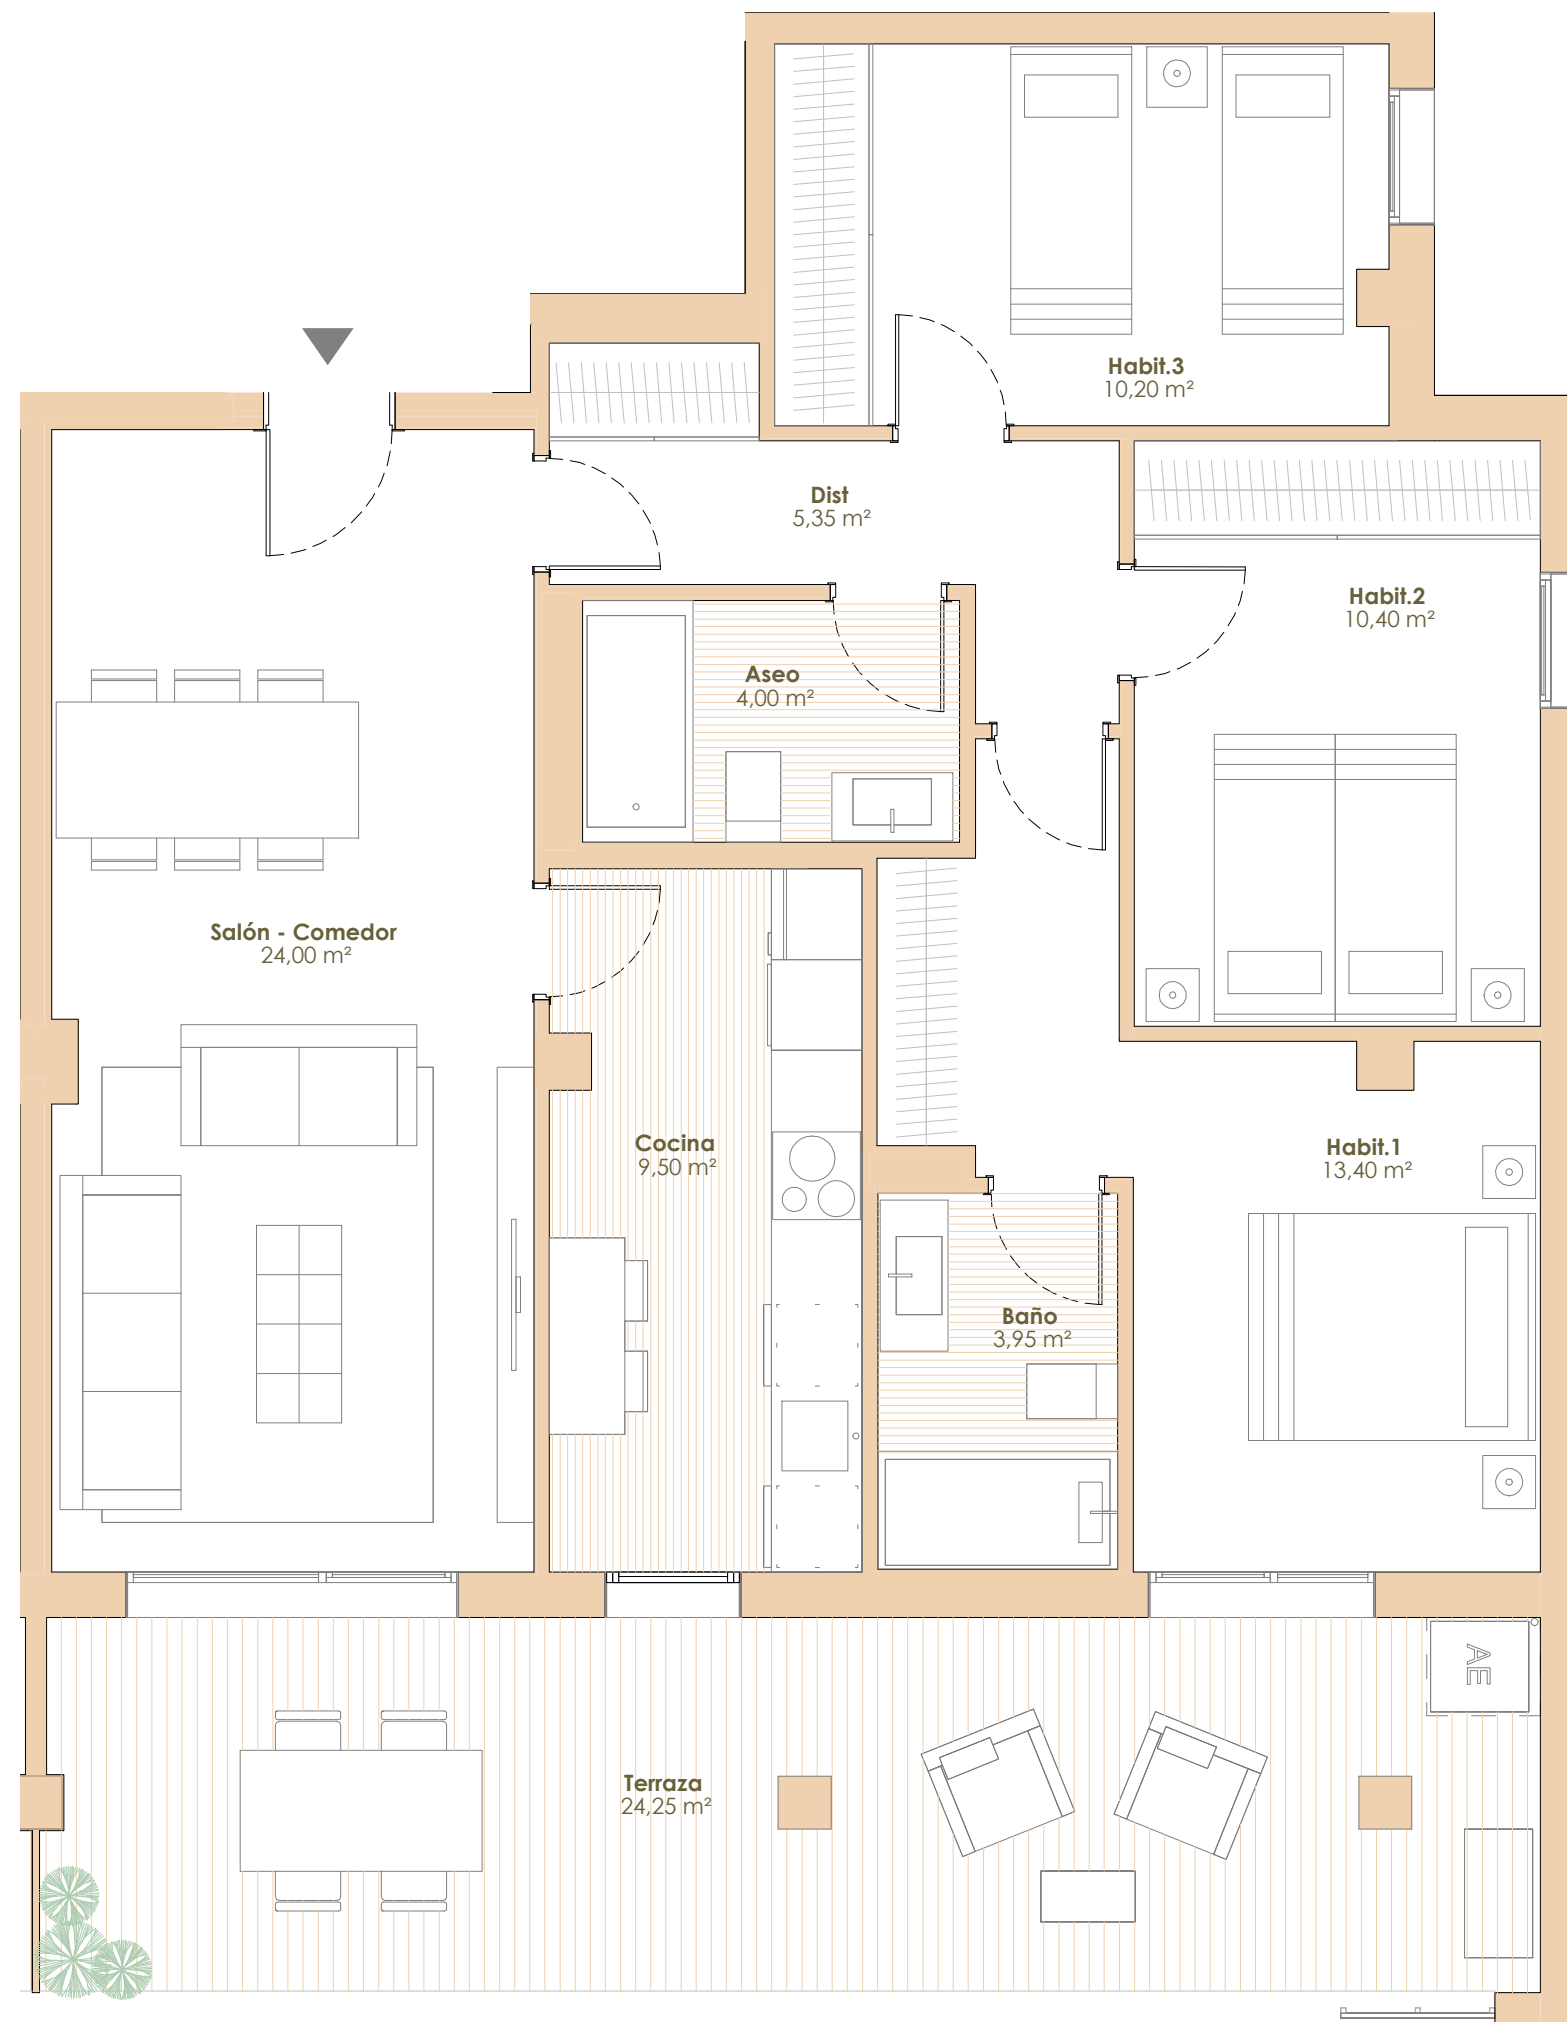 Habit.3
10,20 m²
Dist
5,35 m²
Habit.2
10,40 m²
Aseo
4,00 m²
Salón - Comedor
24,00 m²
Cocina
9,50 m²
Habit.1
13,40 m²
Baño
3,95 m²
AE
Terraza
24,25 m²